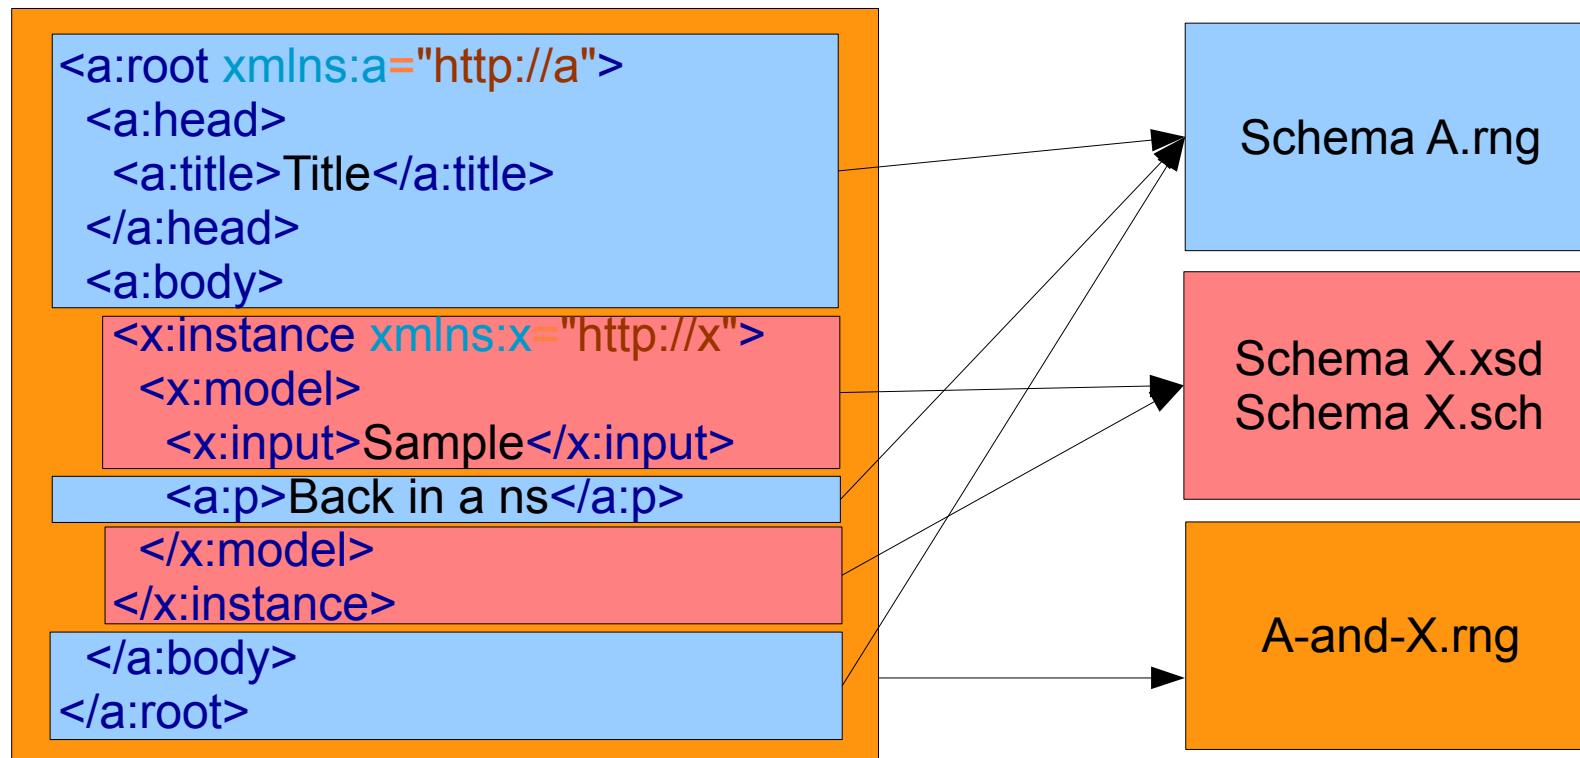 <a:root xmlns:a="http://a">
<a:head>
<a:title>Title</a:title>
</a:head>
<a:body>
<x:instance xmlns:x="http://x">
<x:model>
<x:input>Sample</x:input>
<a:p>Back in a ns</a:p>
</x:model>
</x:instance>
</a:body>
</a:root>
Schema A.rng
Schema X.xsd
Schema X.sch
A-and-X.rng